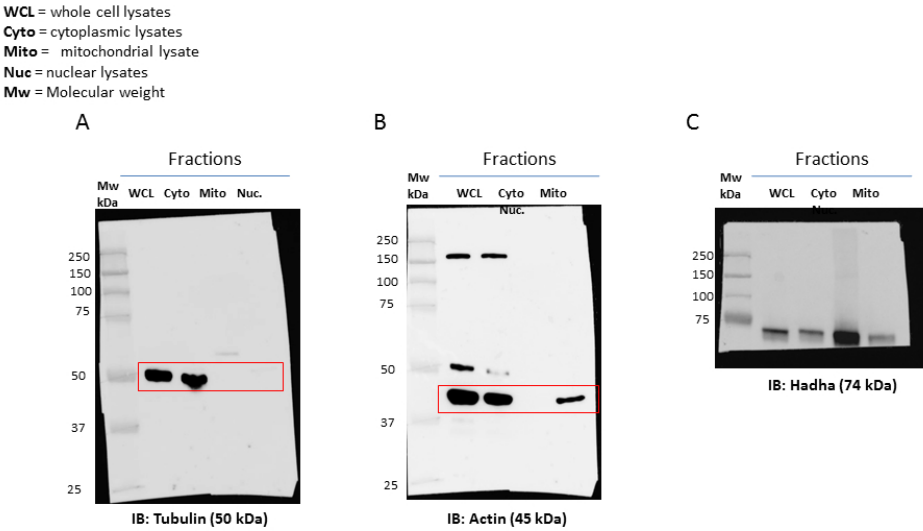 WCL = whole cell lysates
Cyto = cytoplasmic lysates
Mito = mitochondrial lysate
Nuc = nuclear lysates
Mw = Molecular weight
A
Fractions
Mw
kDa
WCL Cyto Mito Nuc.
250
150
100
75
50
37
25
IB: Tubulin (50 kDa)
B
Fractions
Mw
kDa
WCL Cyto Mito
Nuc.
250
150
100
75
50
37
25
IB: Actin (45 kDa)
C
Fractions
Mw
kDa
WCL Cyto Mito
Nuc.
250
150
100
75
IB: Hadha (74 kDa)